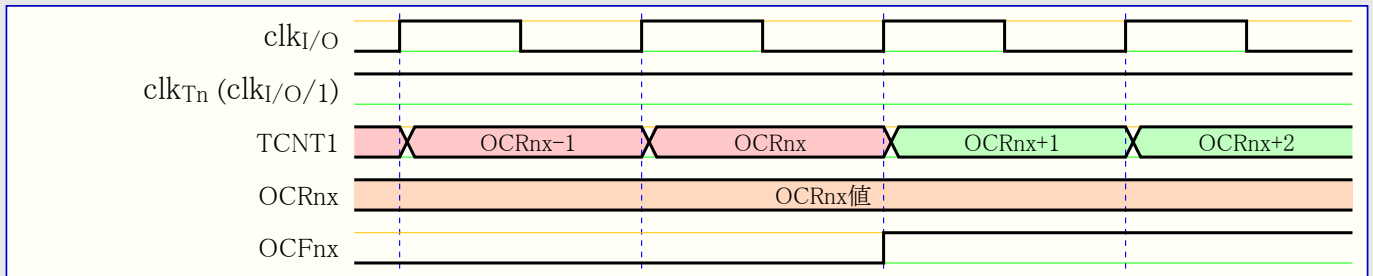 clkI/O
clkTn (clkI/O/1)
TCNT1 OCRnx-1 OCRnx OCRnx+1 OCRnx+2
OCRnx OCRnx値
OCFnx